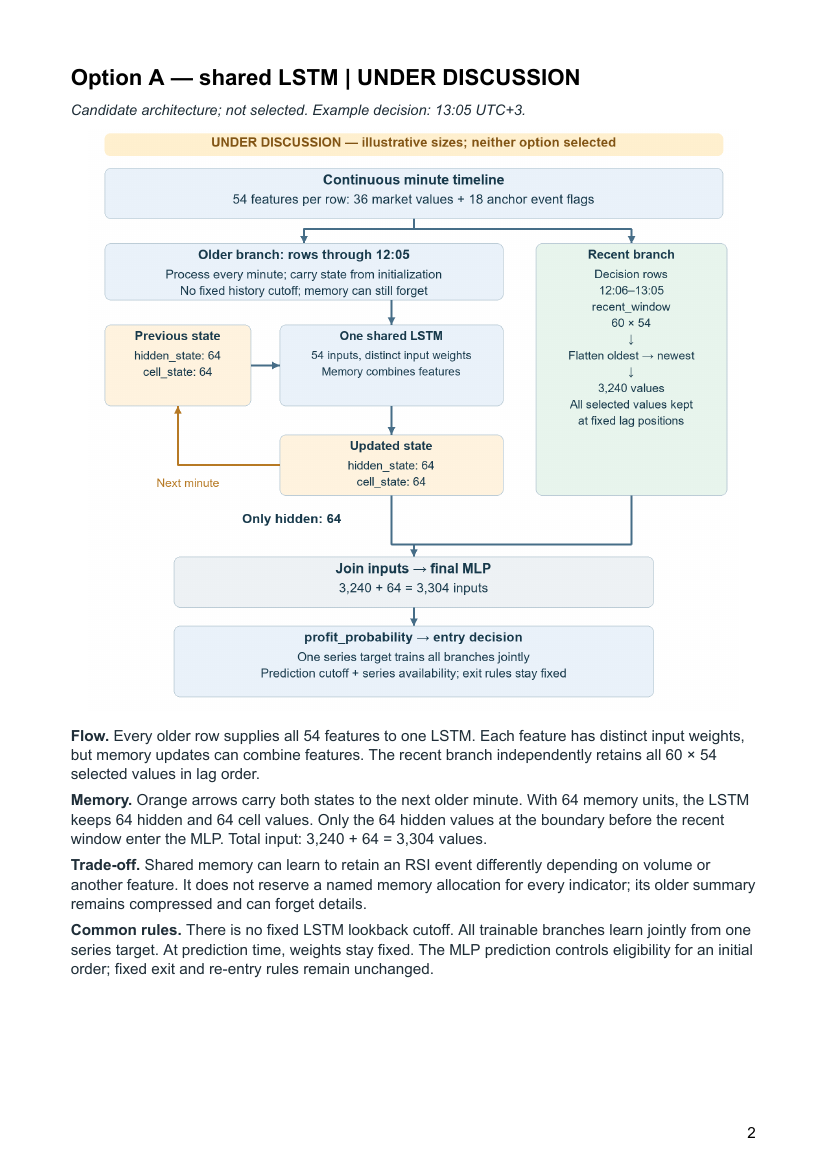 Option A — shared LSTM | UNDER DISCUSSION
Candidate architecture; not selected. Example decision: 13:05 UTC+3.
UNDER DISCUSSION — illustrative sizes; neither option selected
Continuous minute timeline
54 features per row: 36 market values + 18 anchor event flags
Older branch: rows through 12:05
Process every minute; carry state from initialization
No fixed history cutoff; memory can still forget
Recent branch
Decision rows
12:06–13:05
recent_window
60 × 54
↓
Flatten oldest → newest
↓
3,240 values
All selected values kept
at fixed lag positions
Previous state
hidden_state: 64
cell_state: 64
One shared LSTM
54 inputs, distinct input weights
Memory combines features
Updated state
hidden_state: 64
cell_state: 64
Next minute
Only hidden: 64
Join inputs → final MLP
3,240 + 64 = 3,304 inputs
profit_probability → entry decision
One series target trains all branches jointly
Prediction cutoff + series availability; exit rules stay fixed
Flow. Every older row supplies all 54 features to one LSTM. Each feature has distinct input weights,
but memory updates can combine features. The recent branch independently retains all 60 × 54
selected values in lag order.
Memory. Orange arrows carry both states to the next older minute. With 64 memory units, the LSTM
keeps 64 hidden and 64 cell values. Only the 64 hidden values at the boundary before the recent
window enter the MLP. Total input: 3,240 + 64 = 3,304 values.
Trade-off. Shared memory can learn to retain an RSI event differently depending on volume or
another feature. It does not reserve a named memory allocation for every indicator; its older summary
remains compressed and can forget details.
Common rules. There is no fixed LSTM lookback cutoff. All trainable branches learn jointly from one
series target. At prediction time, weights stay fixed. The MLP prediction controls eligibility for an initial
order; fixed exit and re-entry rules remain unchanged.
2